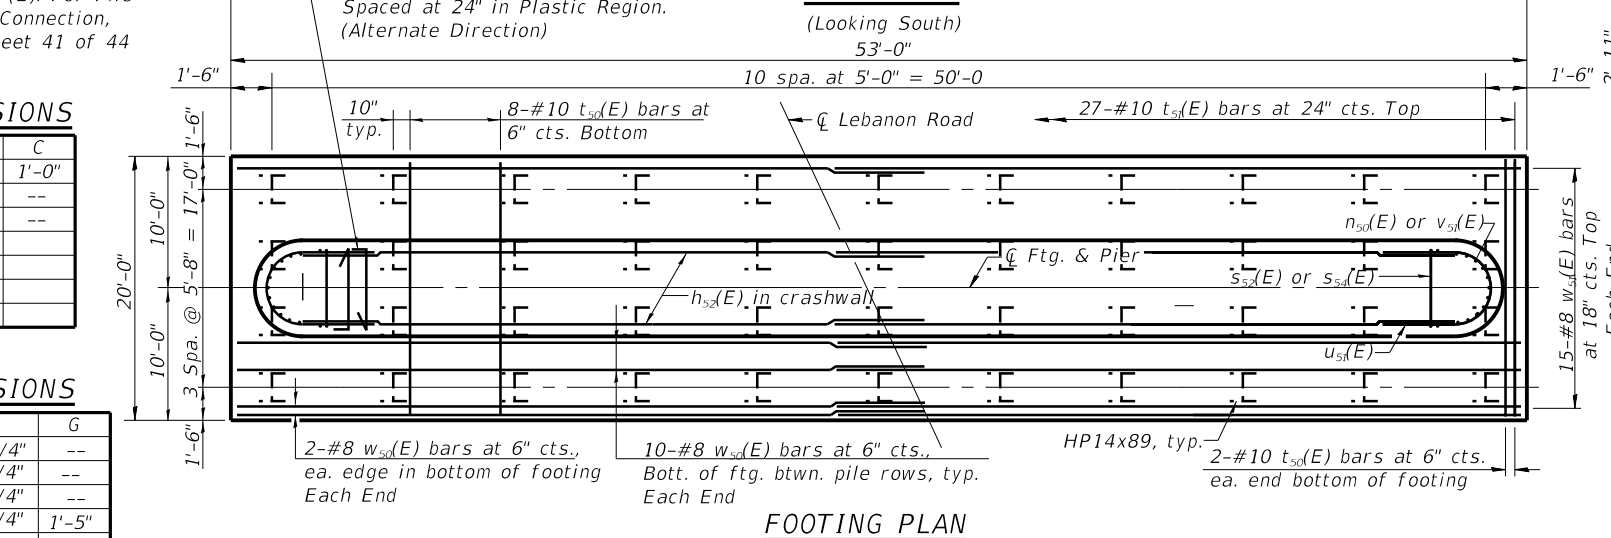 Connection,
eet 41 of 44
Spaced at 24" in Plastic Region.
(Alternate Direction)
(Looking South)
53'-0"
1'-6"
10 spa. at 5'-0" = 50'-0
1'-6"
10"
typ.
8-#10 t50(E) bars at
6" cts. Bottom
℄ Lebanon Road
27-#10 t51(E) bars at 24" cts. Top
SIONS
C
1'-0"
--
--
1'-6"
3 Spa. @ 5'-8" = 17'-0"
1'-6"
10'-0"
10'-0"
20'-0"
n50(E) or v51(E)
℄ Ftg. & Pier
s52(E) or s54(E)
h52(E) in crashwall
u51(E)
15-#8 w51(E) bars
at 18" cts. Top
SIONS
G
/4" --
/4" --
/4" --
/4" 1'-5"
HP14x89, typ.
2-#8 w50(E) bars at 6" cts.,
ea. edge in bottom of footing
Each End
10-#8 w50(E) bars at 6" cts.,
Bott. of ftg. btwn. pile rows, typ.
Each End
2-#10 t50(E) bars at 6" cts.
ea. end bottom of footing
FOOTING PLAN